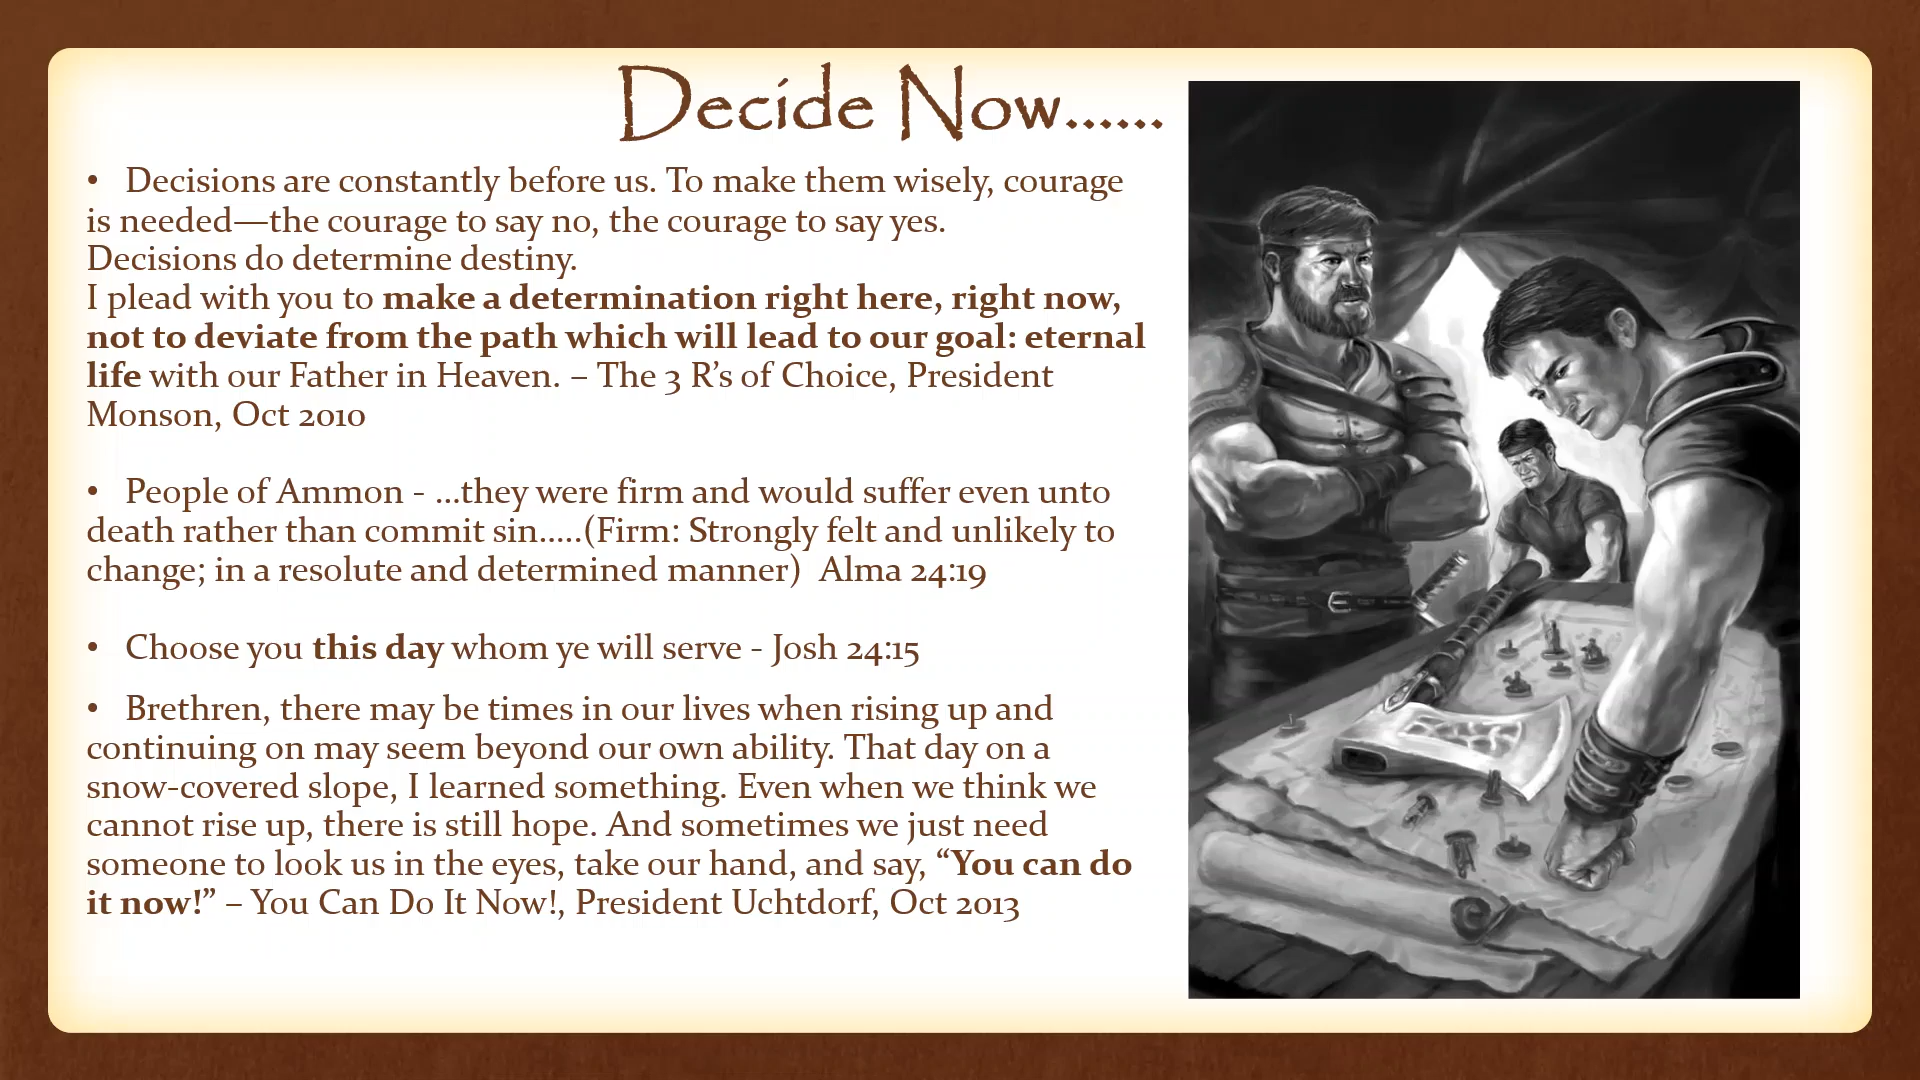 Decide Now......
• Decisions are constantly before us. To make them wisely, courage
is needed—the courage to say no, the courage to say yes.
Decisions do determine destiny.
I plead with you to make a determination right here, right now,
not to deviate from the path which will lead to our goal: eternal
life with our Father in Heaven. – The 3 R’s of Choice, President
Monson, Oct 2010
• People of Ammon - …they were firm and would suffer even unto
death rather than commit sin…..(Firm: Strongly felt and unlikely to
change; in a resolute and determined manner)  Alma 24:19
• Choose you this day whom ye will serve - Josh 24:15
• Brethren, there may be times in our lives when rising up and
continuing on may seem beyond our own ability. That day on a
snow-covered slope, I learned something. Even when we think we
cannot rise up, there is still hope. And sometimes we just need
someone to look us in the eyes, take our hand, and say, “You can do
it now!” – You Can Do It Now!, President Uchtdorf, Oct 2013